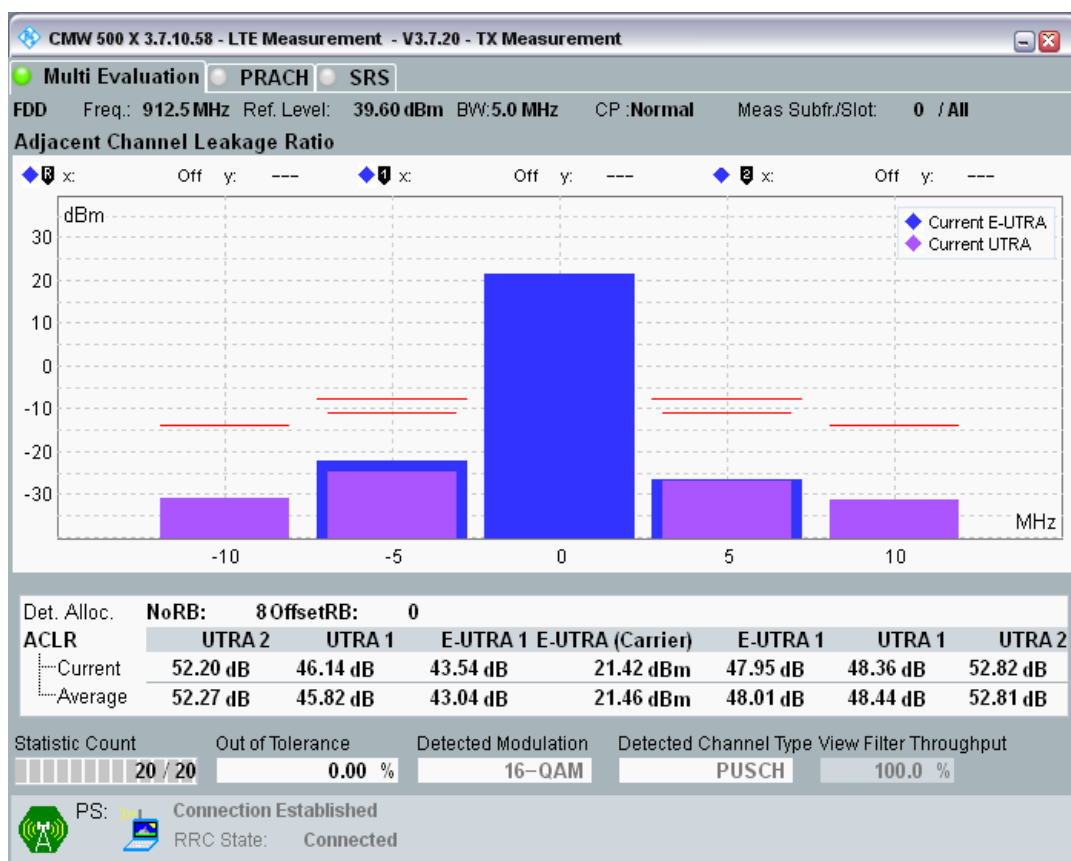 CMW 500 X 3.7.10.58 - LTE Measurement - V3.7.20 - TX Measurement
Multi Evaluation PRACH SRS
FDD Freq.: 912.5 MHz Ref. Level: 39.60 dBm BW: 5.0 MHz CP : Normal Meas Subfr./Slot: 0 / All
Adjacent Channel Leakage Ratio
R x: Off y: --- 1 x: Off y: --- 2 x: Off y: ---
dBm
Current E-UTRA
Current UTRA
30
20
10
0
-10
-20
-30
MHz
-10 -5 0 5 10
Det. Alloc. NoRB: 8 OffsetRB: 0
ACLR UTRA 2 UTRA 1 E-UTRA 1 E-UTRA (Carrier) E-UTRA 1 UTRA 1 UTRA 2
Current 52.20 dB 46.14 dB 43.54 dB 21.42 dBm 47.95 dB 48.36 dB 52.82 dB
Average 52.27 dB 45.82 dB 43.04 dB 21.46 dBm 48.01 dB 48.44 dB 52.81 dB
Statistic Count Out of Tolerance Detected Modulation Detected Channel Type View Filter Throughput
20 / 20 0.00 % 16-QAM PUSCH 100.0 %
PS: Connection Established
RRC State: Connected